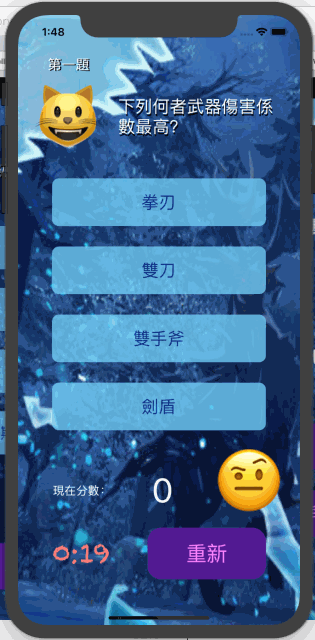 1:48
第一題
下列何者武器傷害係
數最高?
拳刃
雙刀
雙手斧
劍盾
現在分數:
0
0:19
重新